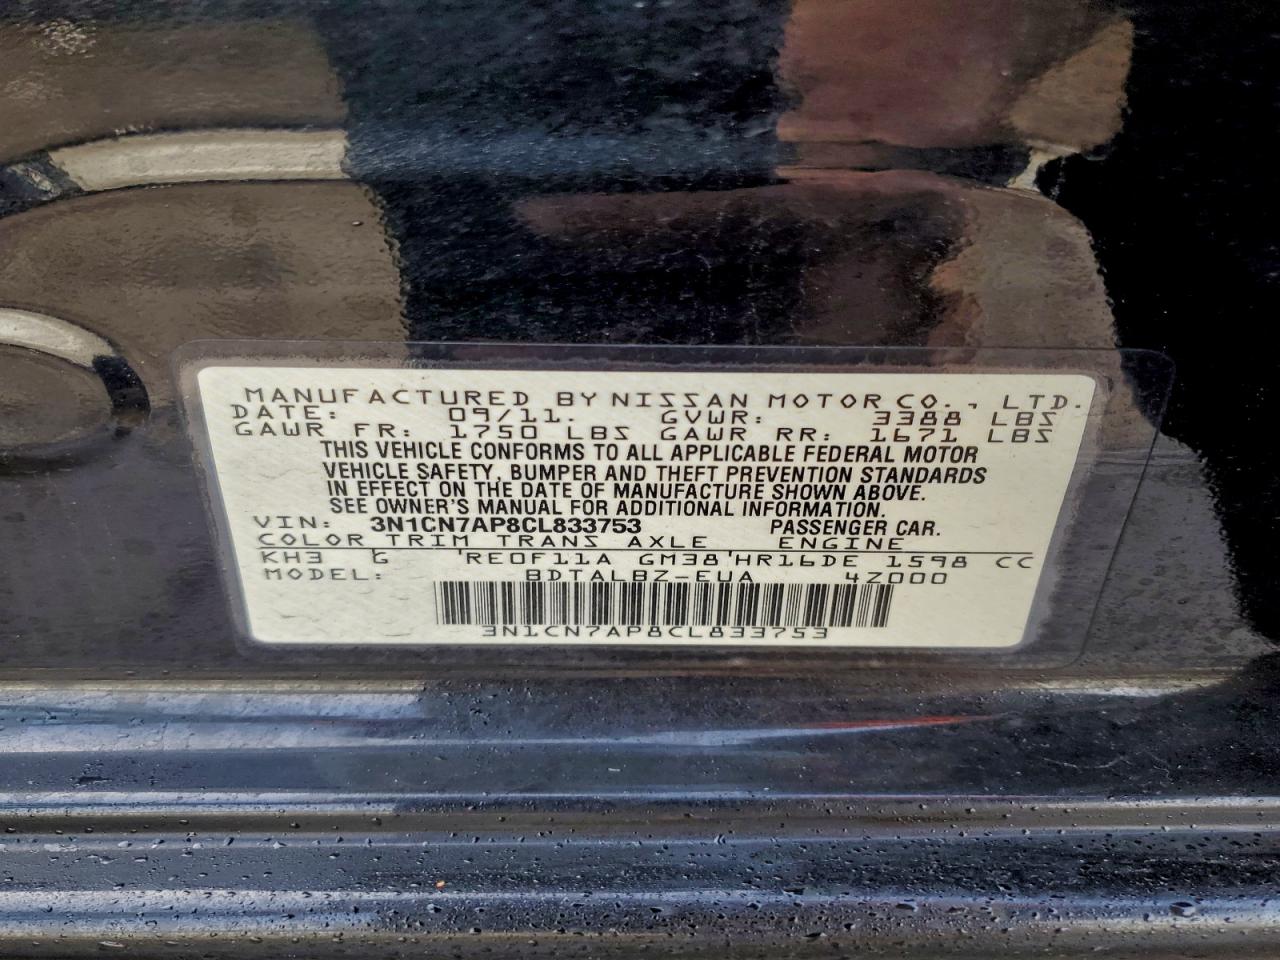 MANUFACTURED BY NISSAN MOTOR CO., LTD.
DATE: 09/11. GVWR: 3388 LBS
GAWR FR: 1750 LBS GAWR RR: 1671 LBS
THIS VEHICLE CONFORMS TO ALL APPLICABLE FEDERAL MOTOR
VEHICLE SAFETY, BUMPER AND THEFT PREVENTION STANDARDS
IN EFFECT ON THE DATE OF MANUFACTURE SHOWN ABOVE.
SEE OWNER'S MANUAL FOR ADDITIONAL INFORMATION.
VIN: 3N1CN7AP8CL833753 PASSENGER CAR.
COLOR TRIM TRANS AXLE ENGINE
KH3 G 'RE0F11A GM38'HR16DE 1598 CC
MODEL: BDTALBZ-EUA 4Z000
3N1CN7AP8CL833753